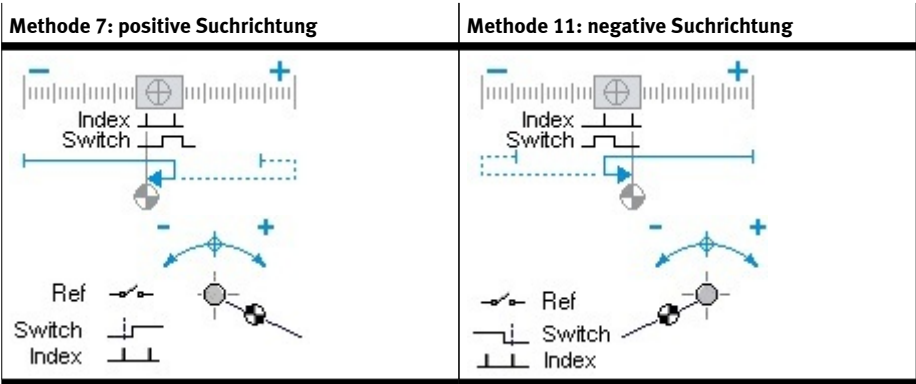 Methode 7: positive Suchrichtung
− +
Index
Switch
- +
Ref
Switch
Index
Methode 11: negative Suchrichtung
− +
Index
Switch
- +
Ref
Switch
Index